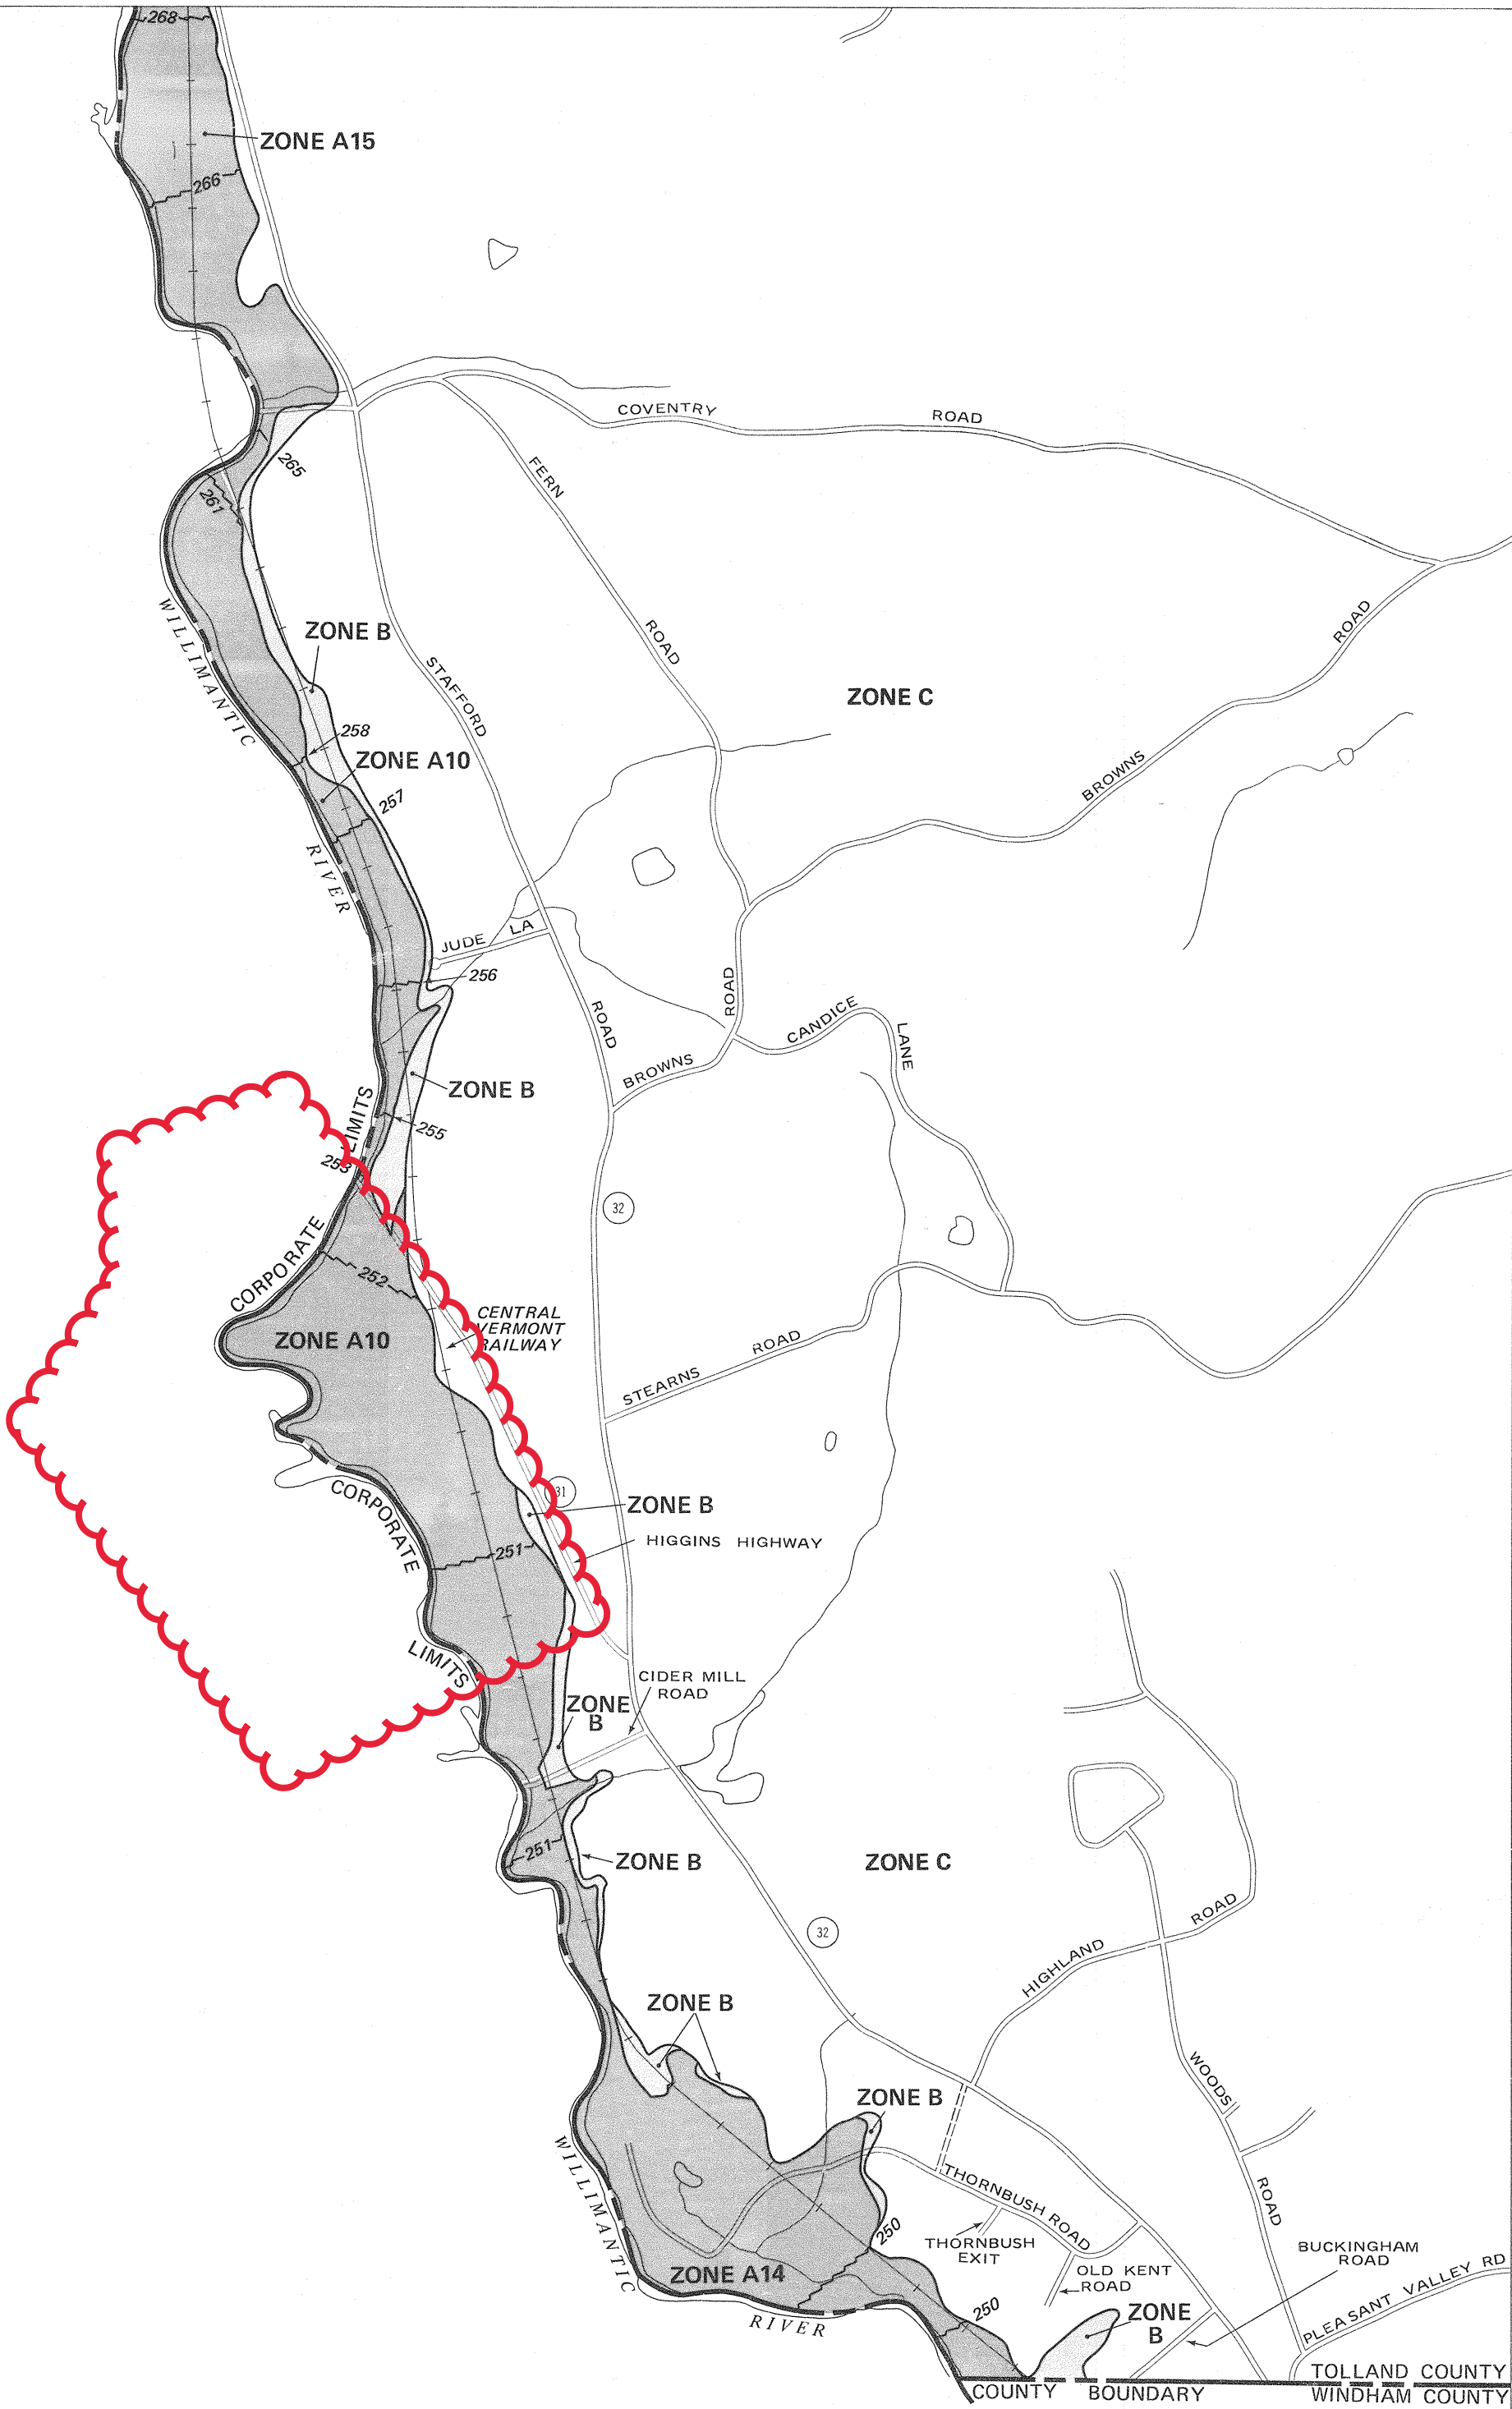 268
ZONE A15
266
COVENTRY ROAD
265
261
FERN ROAD
WILLIMANTIC RIVER
ZONE B
STAFFORD ROAD
ZONE C
258
ZONE A10
257
BROWNS ROAD
JUDE LA
256
ROAD
CANDICE LANE
BROWNS
ZONE B
LIMITS
255
253
32
CORPORATE
252
CENTRAL
VERMONT
RAILWAY
ZONE A10
STEARNS ROAD
31
ZONE B
CORPORATE
HIGGINS HIGHWAY
251
LIMITS
CIDER MILL
ROAD
ZONE
B
251
ZONE B
ZONE C
32
HIGHLAND ROAD
ZONE B
WOODS ROAD
ZONE B
WILLIMANTIC RIVER
THORNBUSH ROAD
250
THORNBUSH
EXIT
BUCKINGHAM
ROAD
ZONE A14
OLD KENT
ROAD
PLEASANT VALLEY RD
250
ZONE
B
TOLLAND COUNTY
COUNTY BOUNDARY
WINDHAM COUNTY